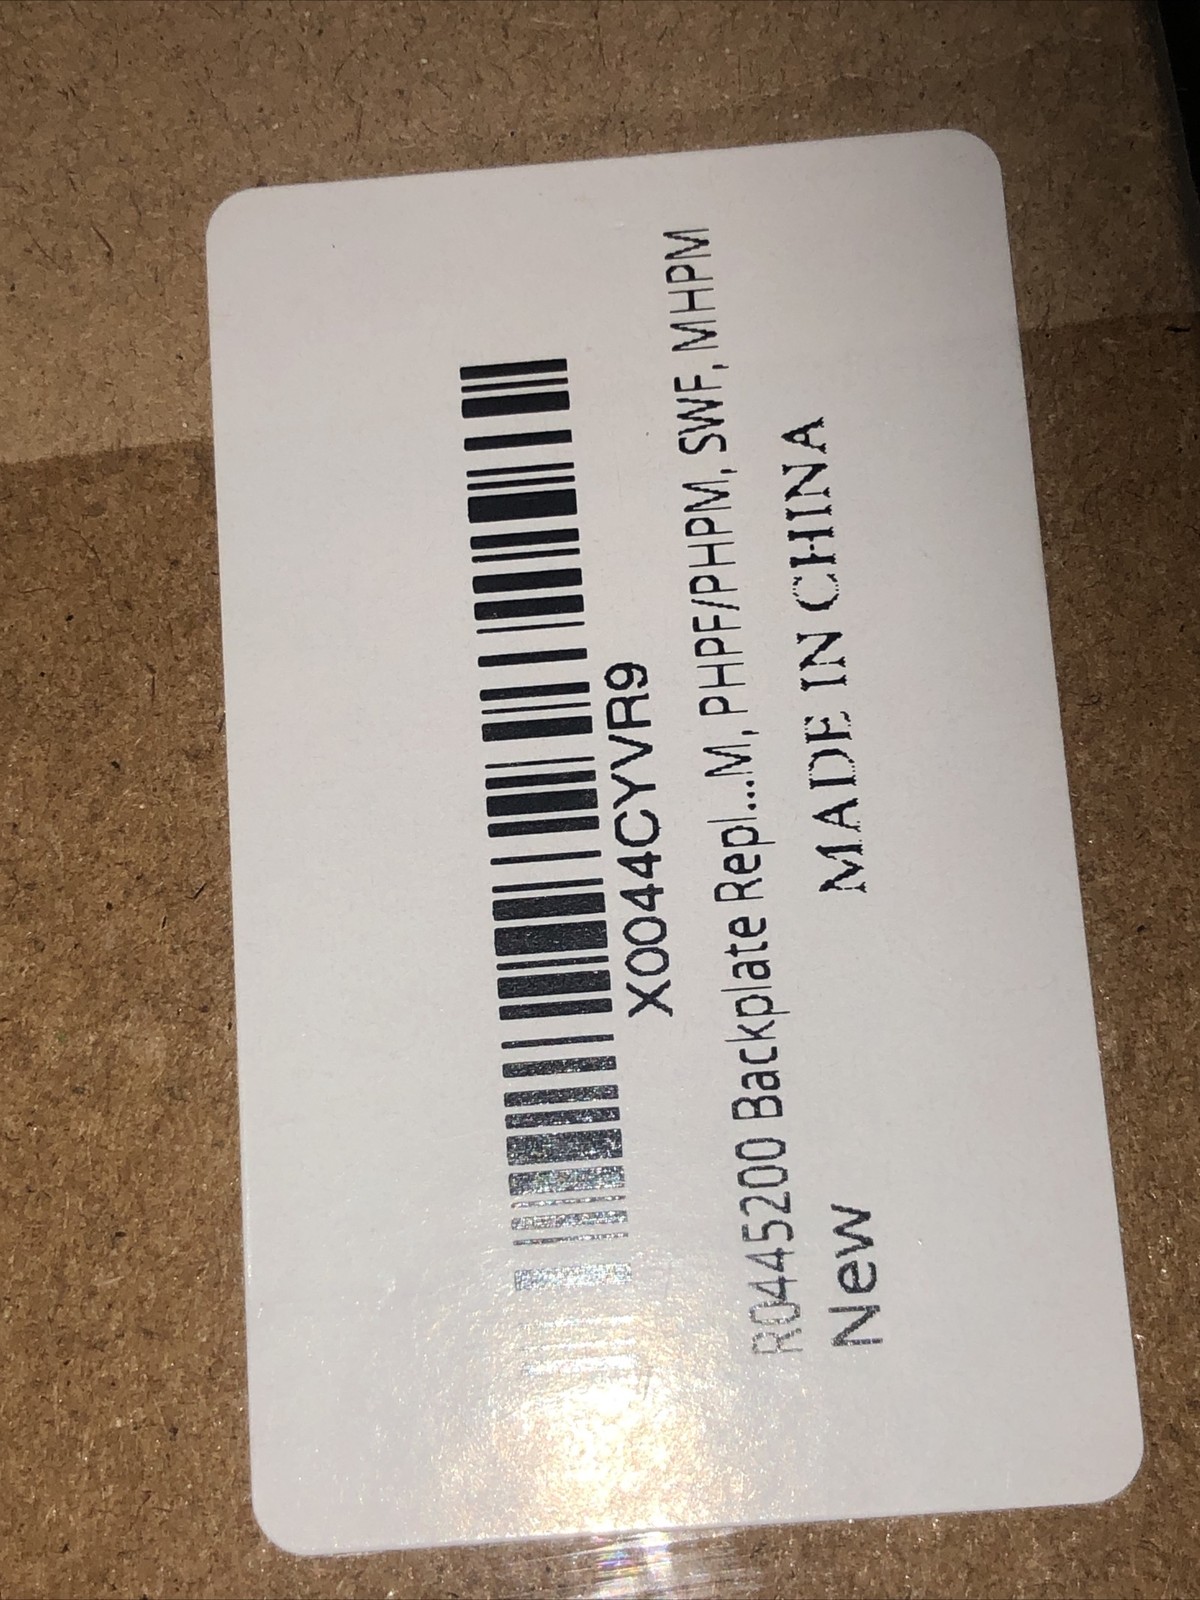 X0044CYVR9
R0445200 Backplate Repl...M, PHPF/PHPM, SWF, MHPM
New
MADE IN CHINA